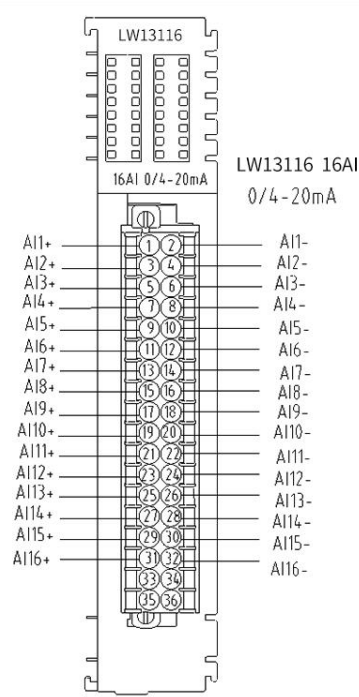 LW13116
16AI 0/4-20mA
LW13116 16AI
0/4-20mA
AI1+ 1 2 AI1-
AI2+ 3 4 AI2-
AI3+ 5 6 AI3-
AI4+ 7 8 AI4-
AI5+ 9 10 AI5-
AI6+ 11 12 AI6-
AI7+ 13 14 AI7-
AI8+ 15 16 AI8-
AI9+ 17 18 AI9-
AI10+ 19 20 AI10-
AI11+ 21 22 AI11-
AI12+ 23 24 AI12-
AI13+ 25 26 AI13-
AI14+ 27 28 AI14-
AI15+ 29 30 AI15-
AI16+ 31 32 AI16-
33 34
35 36